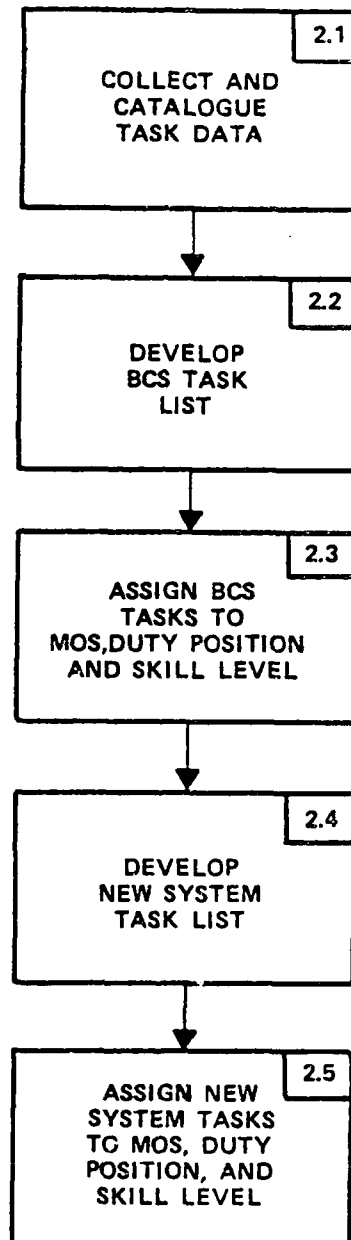 2.1
COLLECT AND
CATALOGUE
TASK DATA
2.2
DEVELOP
BCS TASK
LIST
2.3
ASSIGN BCS
TASKS TO
MOS,DUTY POSITION
AND SKILL LEVEL
2.4
DEVELOP
NEW SYSTEM
TASK LIST
2.5
ASSIGN NEW
SYSTEM TASKS
TO MOS, DUTY
POSITION, AND
SKILL LEVEL